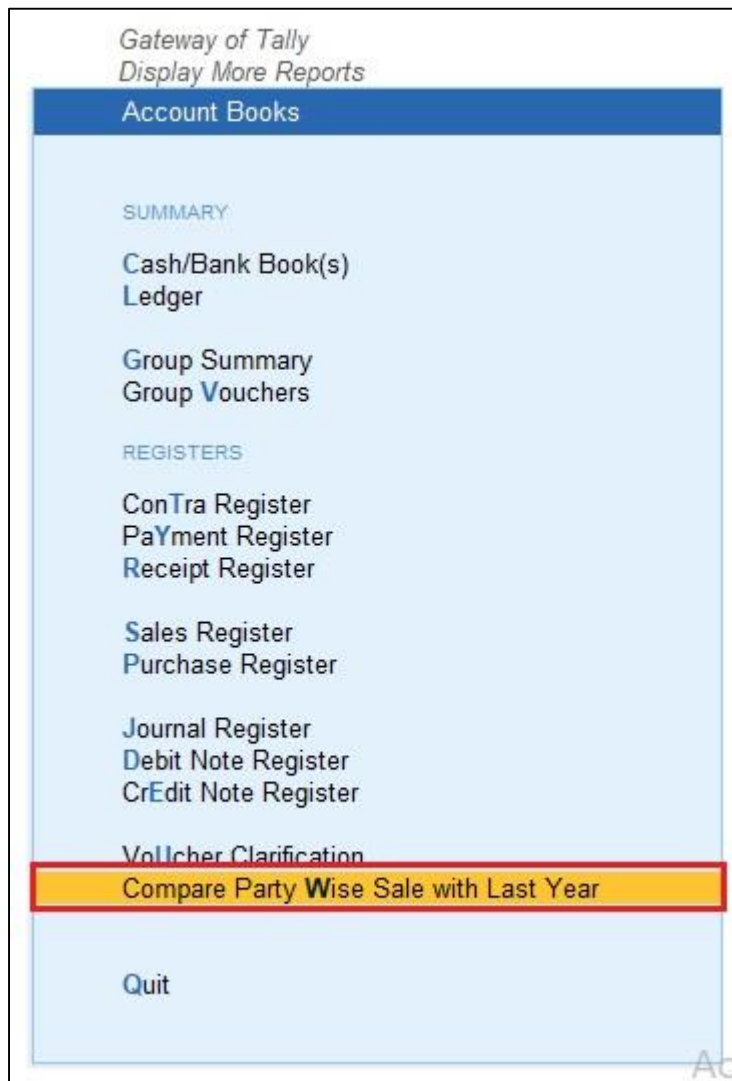 Gateway of Tally
Display More Reports
Account Books
SUMMARY
Cash/Bank Book(s)
Ledger
Group Summary
Group Vouchers
REGISTERS
ConTra Register
PaYment Register
Receipt Register
Sales Register
Purchase Register
Journal Register
Debit Note Register
CrEdit Note Register
VoUcher Clarification
Compare Party Wise Sale with Last Year
Quit